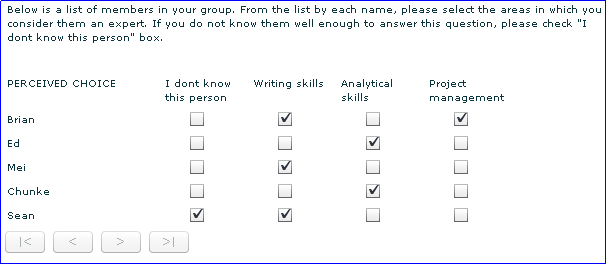 Below is a list of members in your group. From the list by each name, please select the areas in which you
consider them an expert. If you do not know them well enough to answer this question, please check "I
dont know this person" box.
PERCEIVED CHOICE I dont know this person Writing skills Analytical skills Project management
Brian
Ed
Mei
Chunke
Sean
|< < > >|